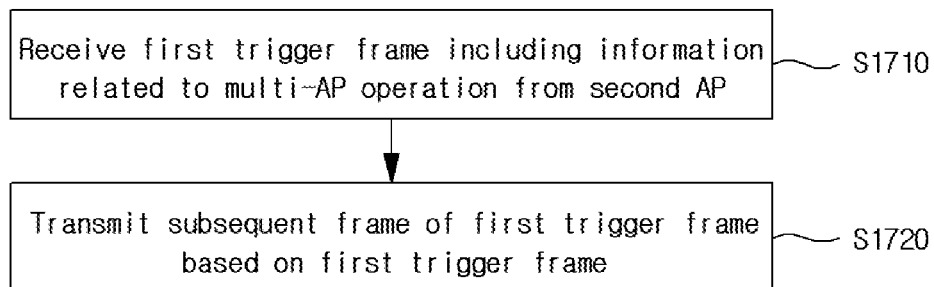 Receive first trigger frame including information
related to multi-AP operation from second AP
S1710
Transmit subsequent frame of first trigger frame
based on first trigger frame
S1720